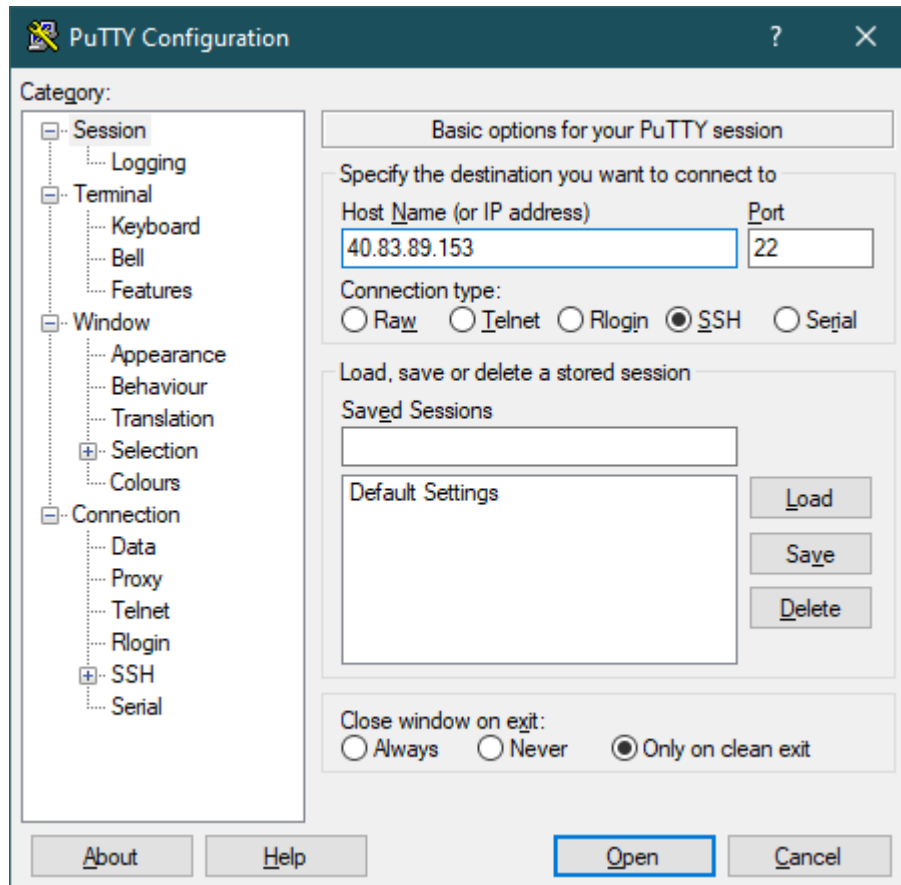 PuTTY Configuration
?
Category:
Session
Logging
Terminal
Keyboard
Bell
Features
Window
Appearance
Behaviour
Translation
Selection
Colours
Connection
Data
Proxy
Telnet
Rlogin
SSH
Serial
Basic options for your PuTTY session
Specify the destination you want to connect to
Host Name (or IP address) Port
40.83.89.153 22
Connection type:
Raw Telnet Rlogin SSH Serial
Load, save or delete a stored session
Saved Sessions
Default Settings
Load
Save
Delete
Close window on exit:
Always Never Only on clean exit
About Help Open Cancel